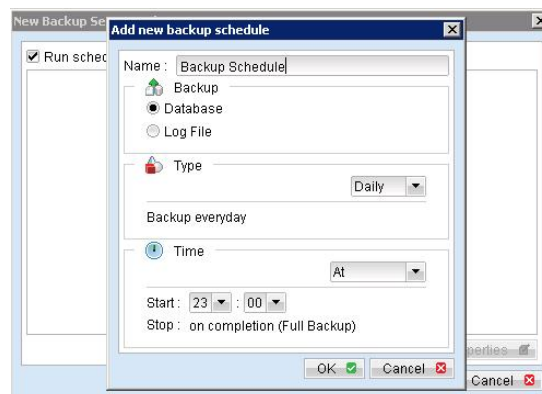 New Backup Se
Add new backup schedule
Run sched
Name : Backup Schedule
Backup
Database
Log File
Type
Daily
Backup everyday
Time
At
Start : 23 : 00
Stop : on completion (Full Backup)
perties
OK Cancel
Cancel